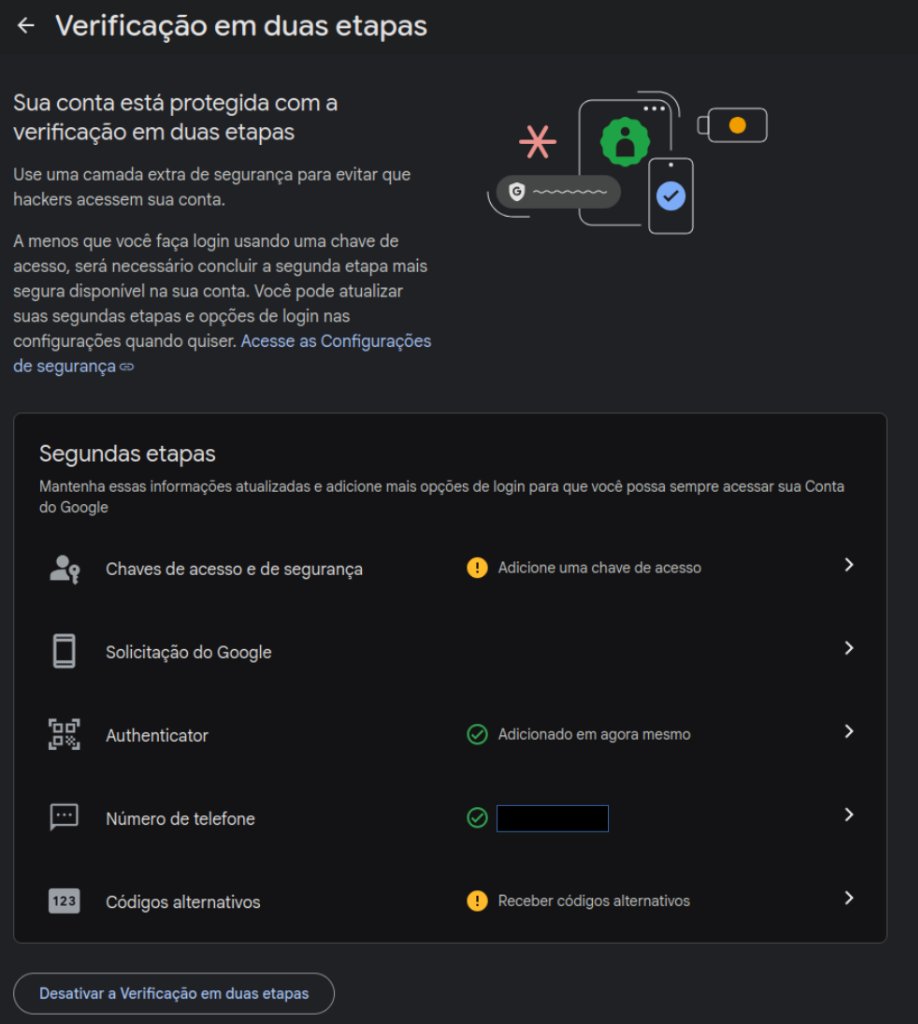 Verificação em duas etapas
Sua conta está protegida com a
verificação em duas etapas
Use uma camada extra de segurança para evitar que
hackers acessem sua conta.
A menos que você faça login usando uma chave de
acesso, será necessário concluir a segunda etapa mais
segura disponível na sua conta. Você pode atualizar
suas segundas etapas e opções de login nas
configurações quando quiser. Acesse as Configurações
de segurança
G
Segundas etapas
Mantenha essas informações atualizadas e adicione mais opções de login para que você possa sempre acessar sua Conta
do Google
Chaves de acesso e de segurança
! Adicione uma chave de acesso
Solicitação do Google
Authenticator
Adicionado em agora mesmo
Número de telefone
123 Códigos alternativos
! Receber códigos alternativos
Desativar a Verificação em duas etapas